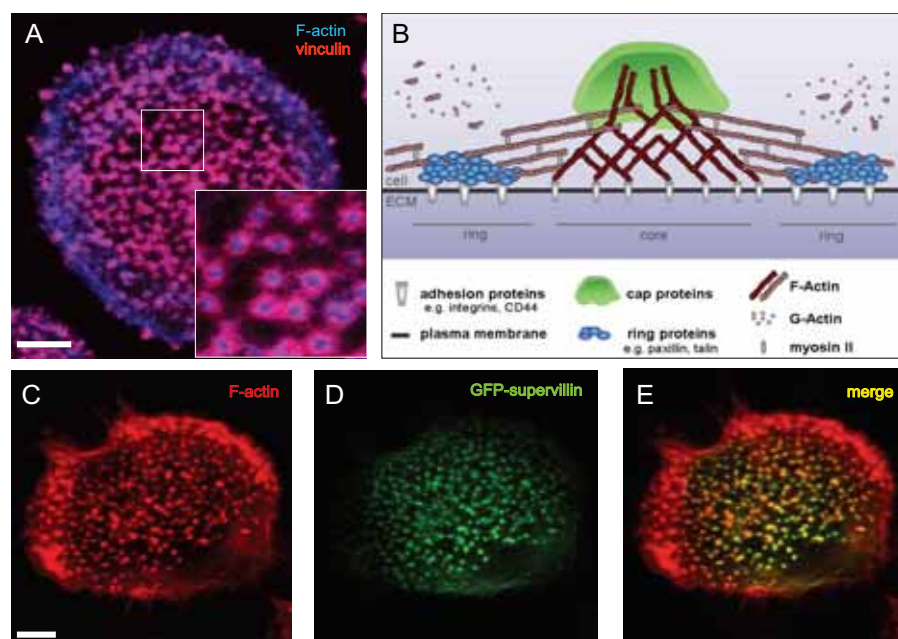 A
F-actin
vinculin
B
cell
ECM
ring
core
ring
adhesion proteins
e.g. integrins, CD44
plasma membrane
cap proteins
ring proteins
e.g. paxillin, talin
F-Actin
G-Actin
myosin II
C
F-actin
D
GFP-supervillin
E
merge